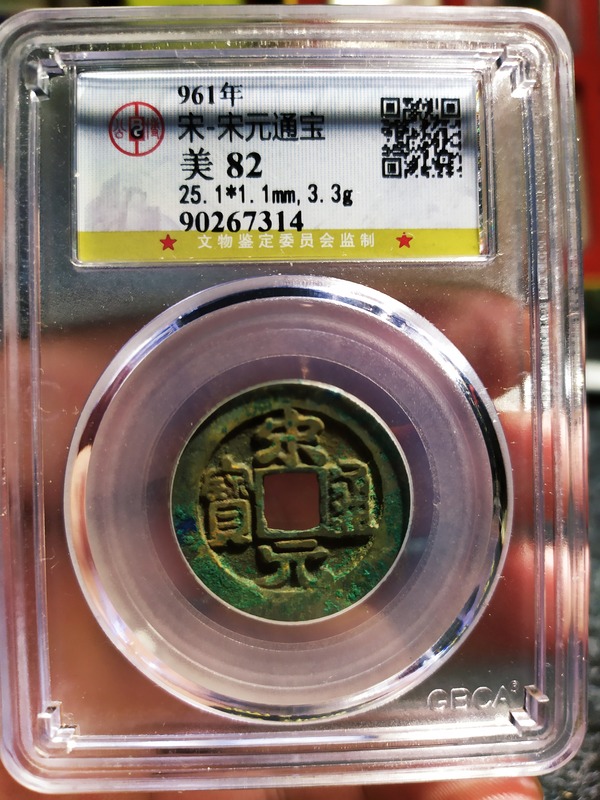 961年
宋-宋元通宝
美 82
25.1*1.1mm,3.3g
90267314
文物鉴定委员会监制
宋
元
通
寶
GBCA